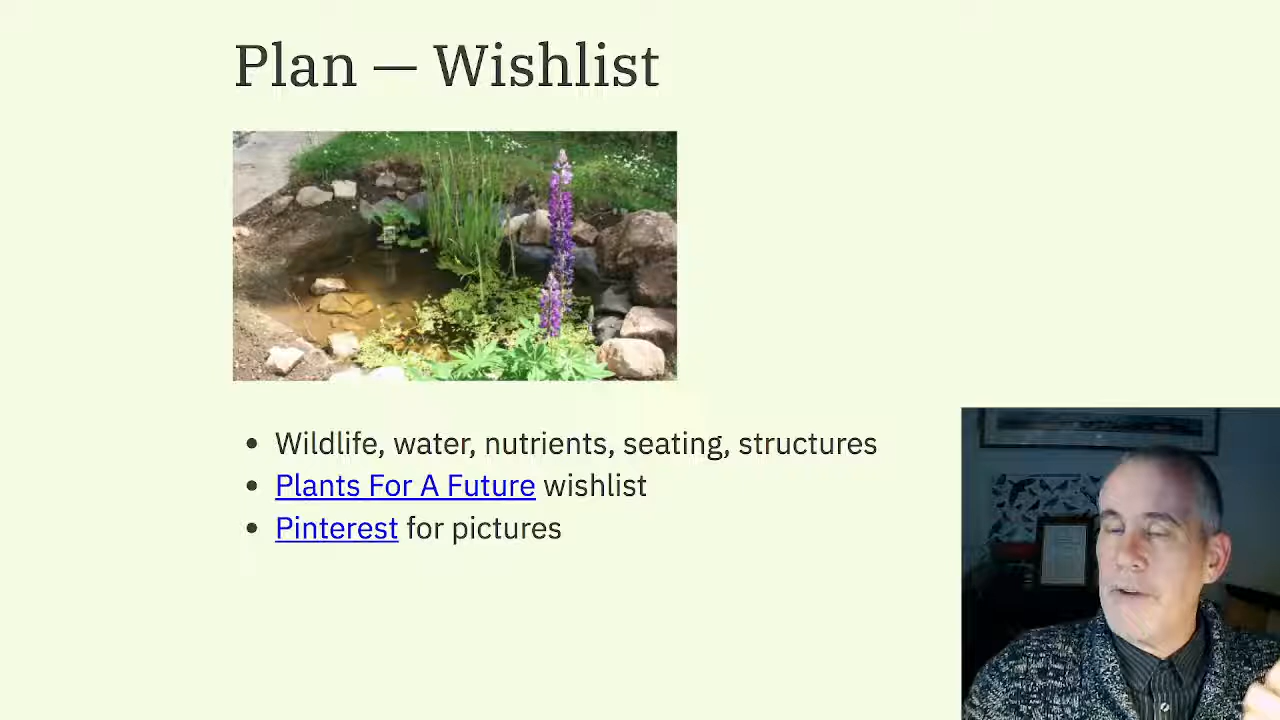 Plan — Wishlist
Wildlife, water, nutrients, seating, structures
Plants For A Future wishlist
Pinterest for pictures